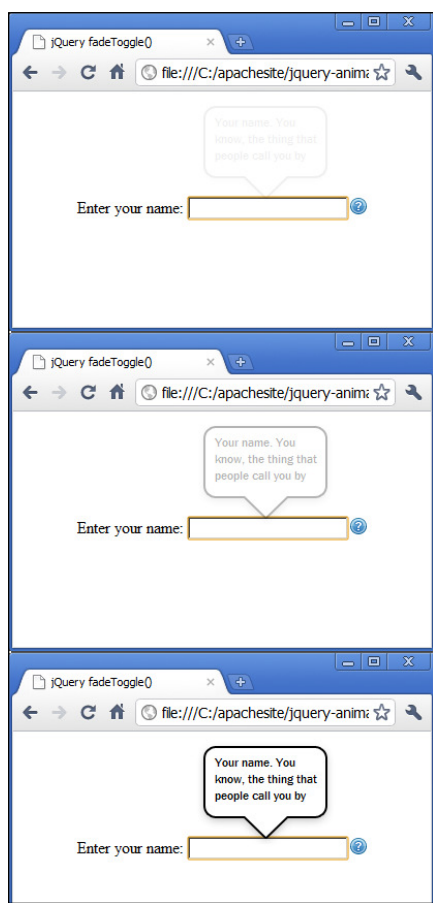 jQuery fadeToggle()
file:///C:/apachesite/jquery-anima
Your name. You
know, the thing that
people call you by
Enter your name:
jQuery fadeToggle()
file:///C:/apachesite/jquery-anima
Your name. You
know, the thing that
people call you by
Enter your name:
jQuery fadeToggle()
file:///C:/apachesite/jquery-anima
Your name. You
know, the thing that
people call you by
Enter your name: